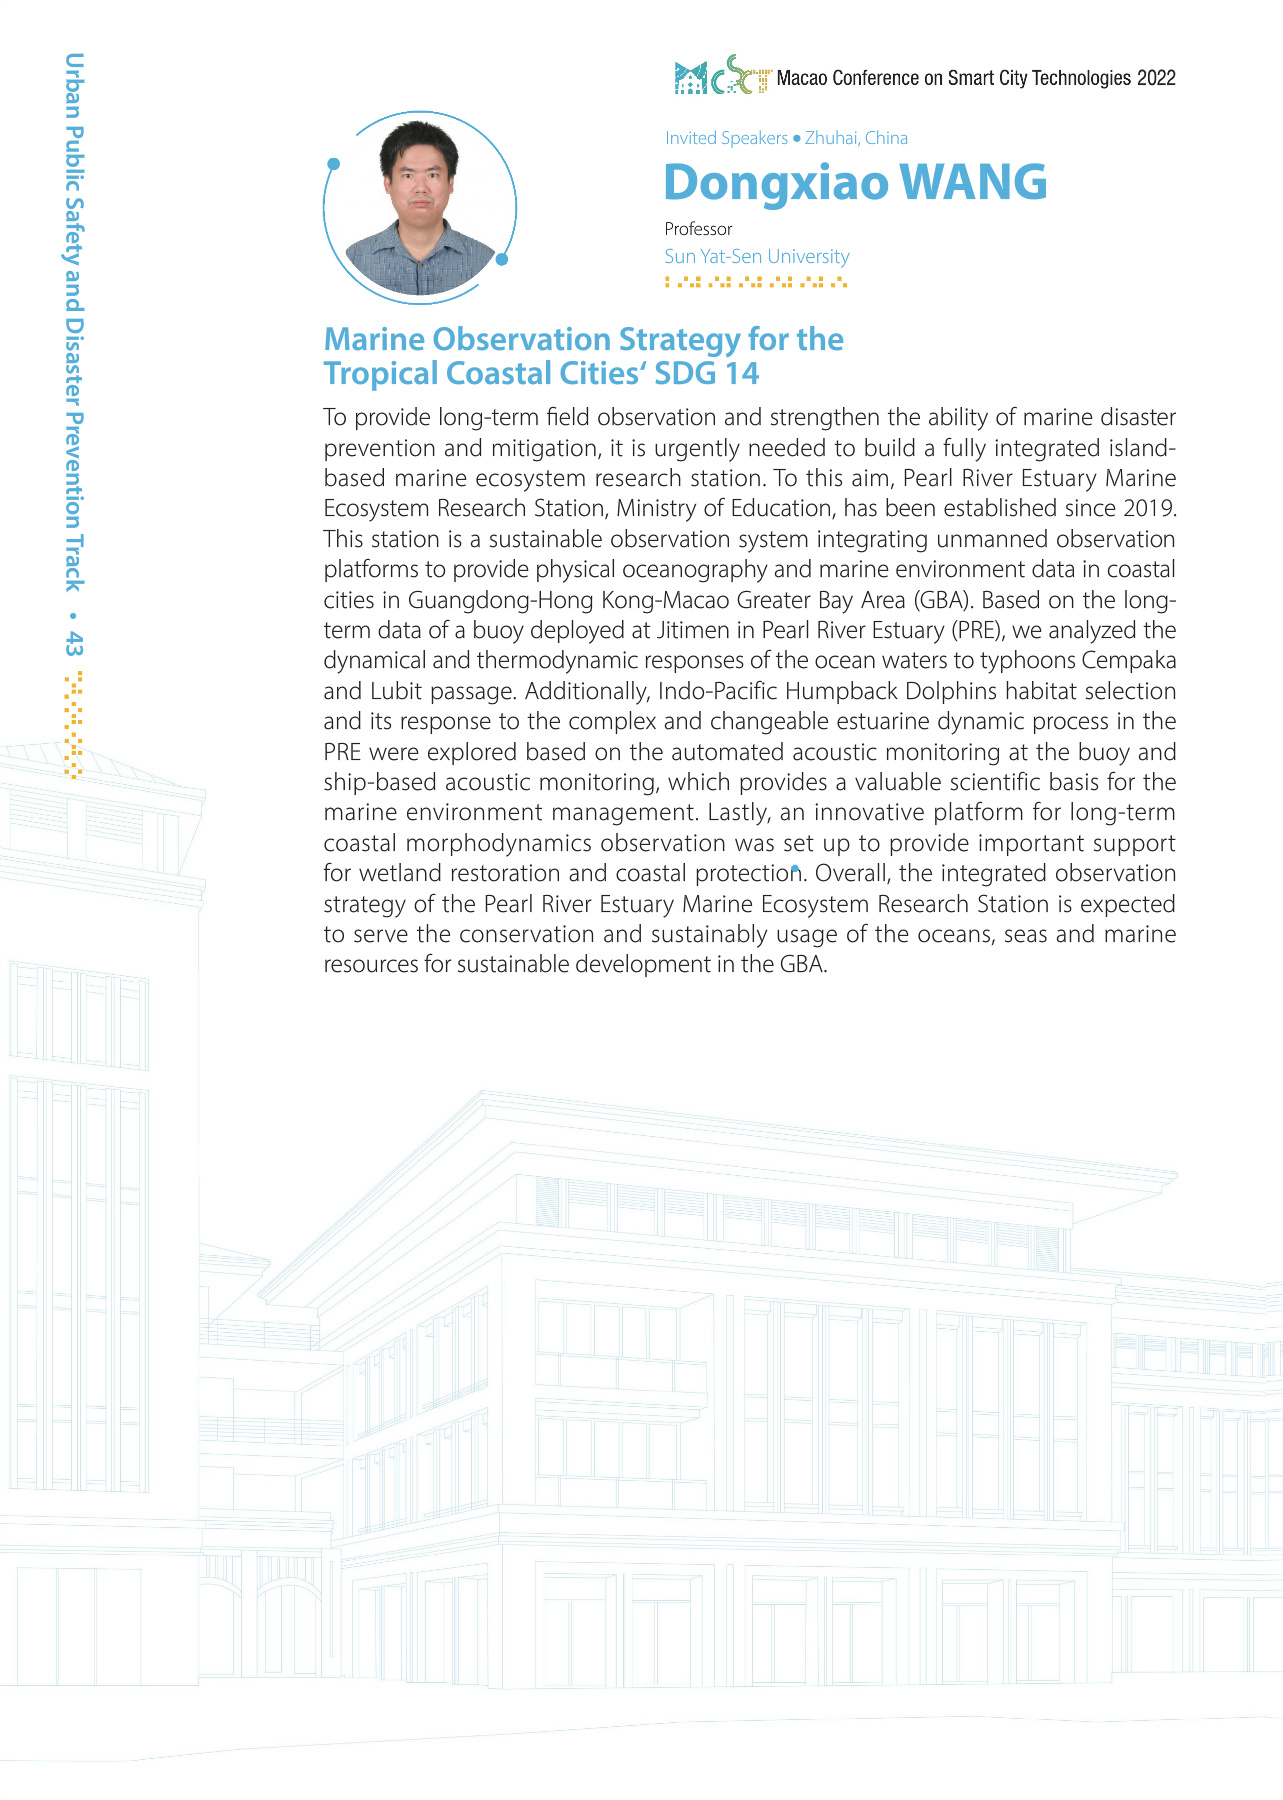 Urban Public Safety and Disaster Prevention Track • 43
MCSCT Macao Conference on Smart City Technologies 2022
Invited Speakers • Zhuhai, China
Dongxiao WANG
Professor
Sun Yat-Sen University
Marine Observation Strategy for the
Tropical Coastal Cities‘ SDG 14
To provide long-term field observation and strengthen the ability of marine disaster
prevention and mitigation, it is urgently needed to build a fully integrated island-
based marine ecosystem research station. To this aim, Pearl River Estuary Marine
Ecosystem Research Station, Ministry of Education, has been established since 2019.
This station is a sustainable observation system integrating unmanned observation
platforms to provide physical oceanography and marine environment data in coastal
cities in Guangdong-Hong Kong-Macao Greater Bay Area (GBA). Based on the long-
term data of a buoy deployed at Jitimen in Pearl River Estuary (PRE), we analyzed the
dynamical and thermodynamic responses of the ocean waters to typhoons Cempaka
and Lubit passage. Additionally, Indo-Pacific Humpback Dolphins habitat selection
and its response to the complex and changeable estuarine dynamic process in the
PRE were explored based on the automated acoustic monitoring at the buoy and
ship-based acoustic monitoring, which provides a valuable scientific basis for the
marine environment management. Lastly, an innovative platform for long-term
coastal morphodynamics observation was set up to provide important support
for wetland restoration and coastal protection. Overall, the integrated observation
strategy of the Pearl River Estuary Marine Ecosystem Research Station is expected
to serve the conservation and sustainably usage of the oceans, seas and marine
resources for sustainable development in the GBA.